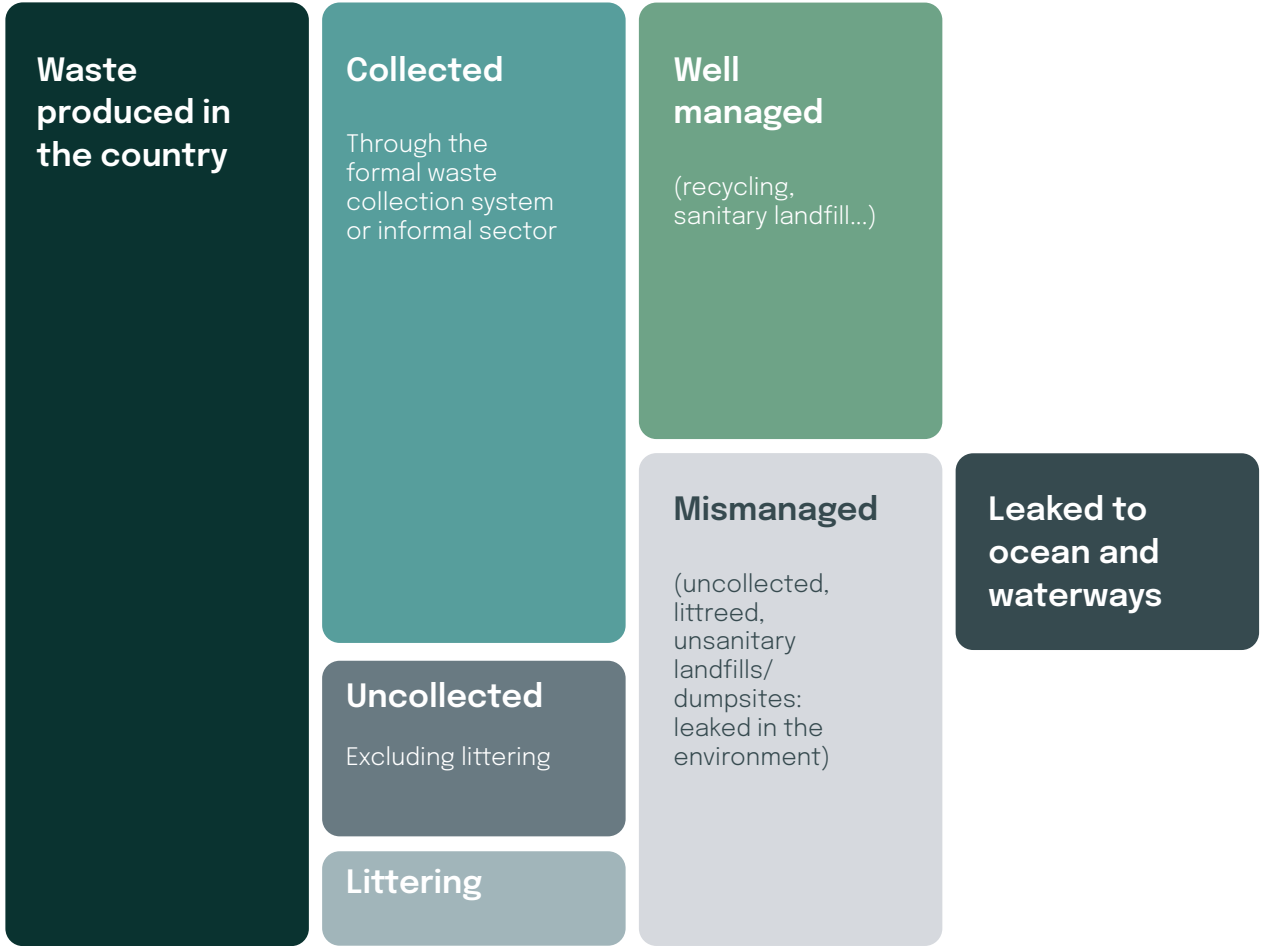 Waste
produced in
the country
Collected
Through the
formal waste
collection system
or informal sector
Uncollected
Excluding littering
Littering
Well
managed
(recycling,
sanitary landfill...)
Mismanaged
(uncollected,
littreed,
unsanitary
landfills/
dumpsites:
leaked in the
environment)
Leaked to
ocean and
waterways